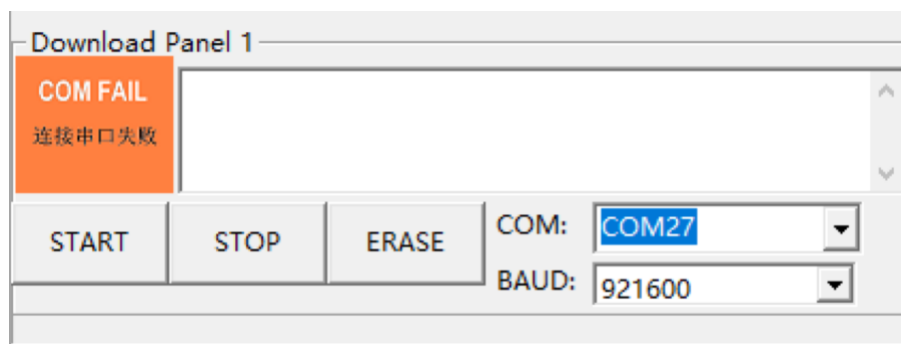 Download Panel 1
COM FAIL
连接串口失败
START
STOP
ERASE
COM:
COM27
BAUD:
921600